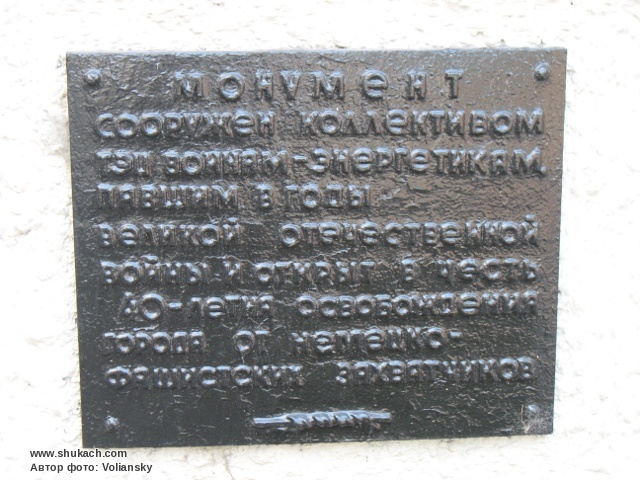 МОНУМЕНТ
СООРУЖЕН КОЛЛЕКТИВОМ
ТЭЦ ВОИНАМ-ЭНЕРГЕТИКАМ,
ПАВШИМ В ГОДЫ
ВЕЛИКОЙ ОТЕЧЕСТВЕННОЙ
ВОЙНЫ И ОТКРЫТ В ЧЕСТЬ
40-ЛЕТИЯ ОСВОБОЖДЕНИЯ
ГОРОДА ОТ НЕМЕЦКО-
ФАШИСТСКИХ ЗАХВАТЧИКОВ
www.shukach.com
Автор фото: Voliansky